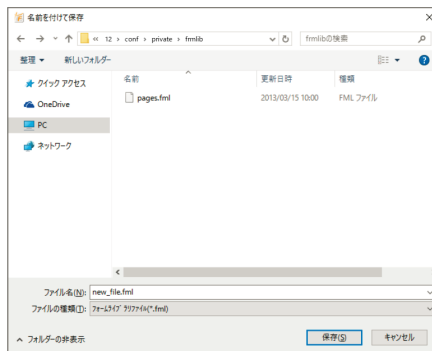 名前を付けて保存
« 12 › conf › private › frmlib
frmlibの検索
整理 ▼ 新しいフォルダー
名前 更新日時 種類
クイック アクセス
OneDrive
PC
ネットワーク
pages.fml 2013/03/15 10:00 FML ファイル
ファイル名(N): new_file.fml
ファイルの種類(T): フォームライブラリファイル(*.fml)
フォルダーの非表示
保存(S) キャンセル